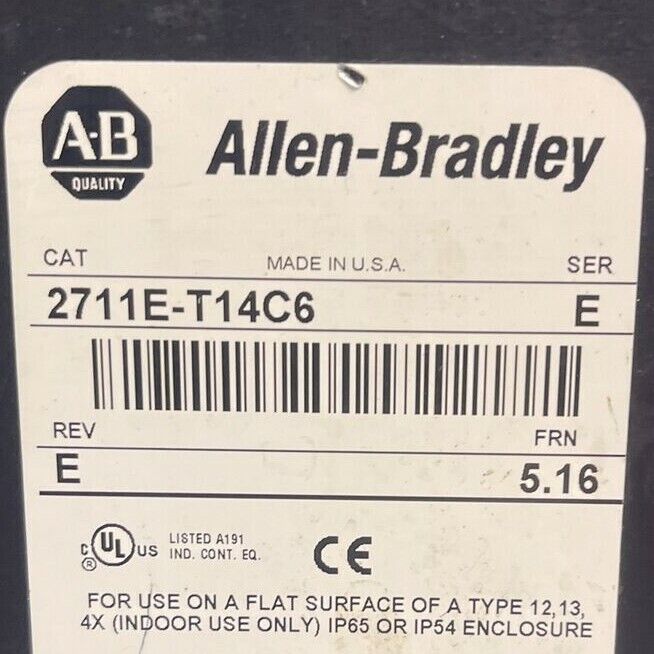 A·B
QUALITY
Allen-Bradley
CAT MADE IN U.S.A. SER
2711E-T14C6 E
REV FRN
E 5.16
C UL US LISTED A191
® IND. CONT. EQ.
CE
FOR USE ON A FLAT SURFACE OF A TYPE 12,13,
4X (INDOOR USE ONLY) IP65 OR IP54 ENCLOSURE